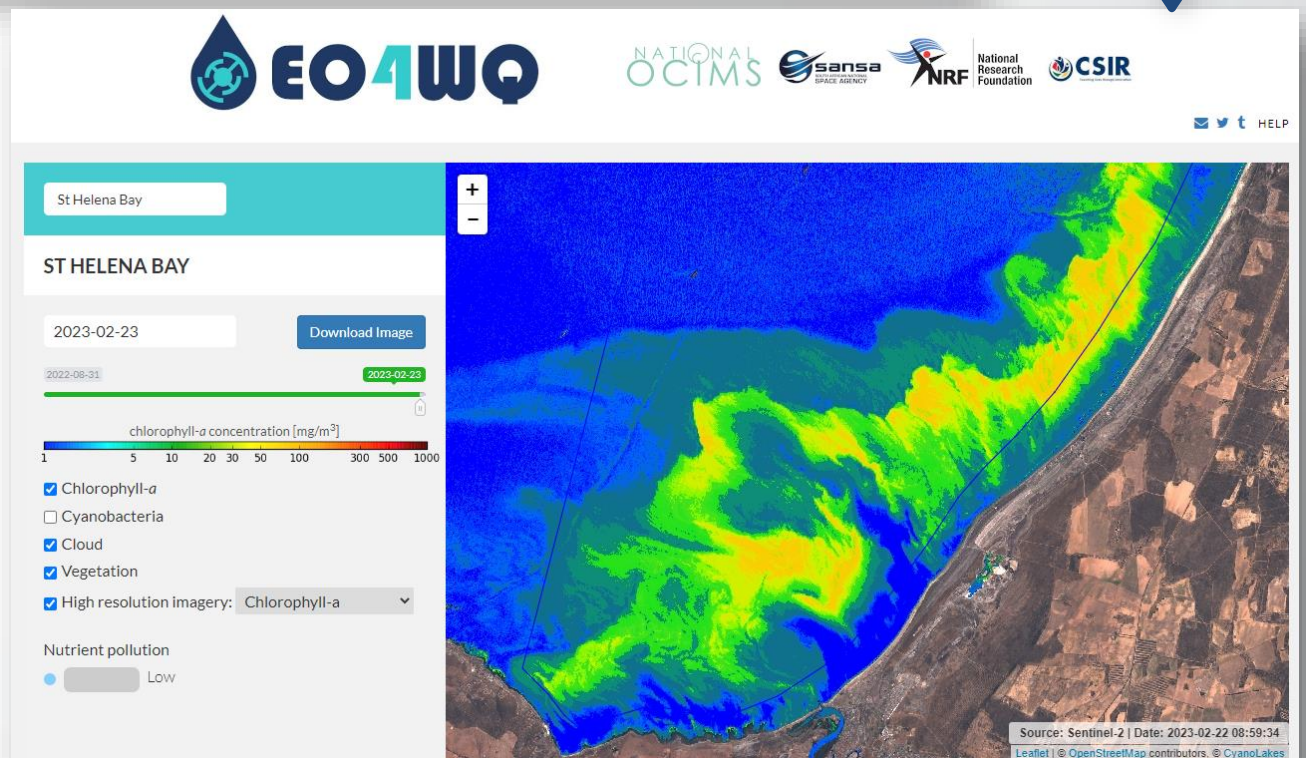 EO4WQ
NATIONAL
OCIMS
sansa
SOUTH AFRICAN NATIONAL
SPACE AGENCY
NRF
National
Research
Foundation
CSIR
HELP
St Helena Bay
ST HELENA BAY
2023-02-23
Download Image
2022-08-31 2023-02-23
chlorophyll-a concentration [mg/m³]
1 5 10 20 30 50 100 300 500 1000
Chlorophyll-a
Cyanobacteria
Cloud
Vegetation
High resolution imagery: Chlorophyll-a
Nutrient pollution
Low
+
−
Source: Sentinel-2 | Date: 2023-02-22 08:59:34
Leaflet | © OpenStreetMap contributors, © CyanoLakes